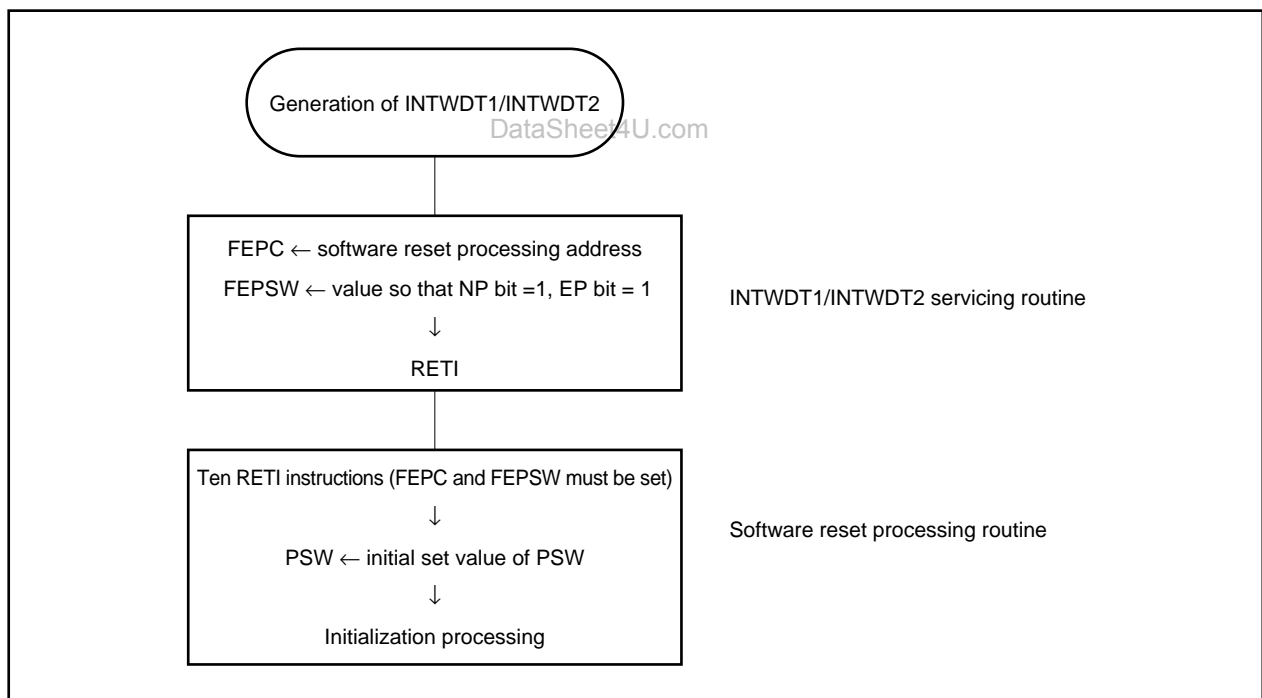 Generation of INTWDT1/INTWDT2
DataSheet4U.com
FEPC ← software reset processing address
FEPSW ← value so that NP bit =1, EP bit = 1
↓
RETI
INTWDT1/INTWDT2 servicing routine
Ten RETI instructions (FEPC and FEPSW must be set)
↓
PSW ← initial set value of PSW
↓
Initialization processing
Software reset processing routine